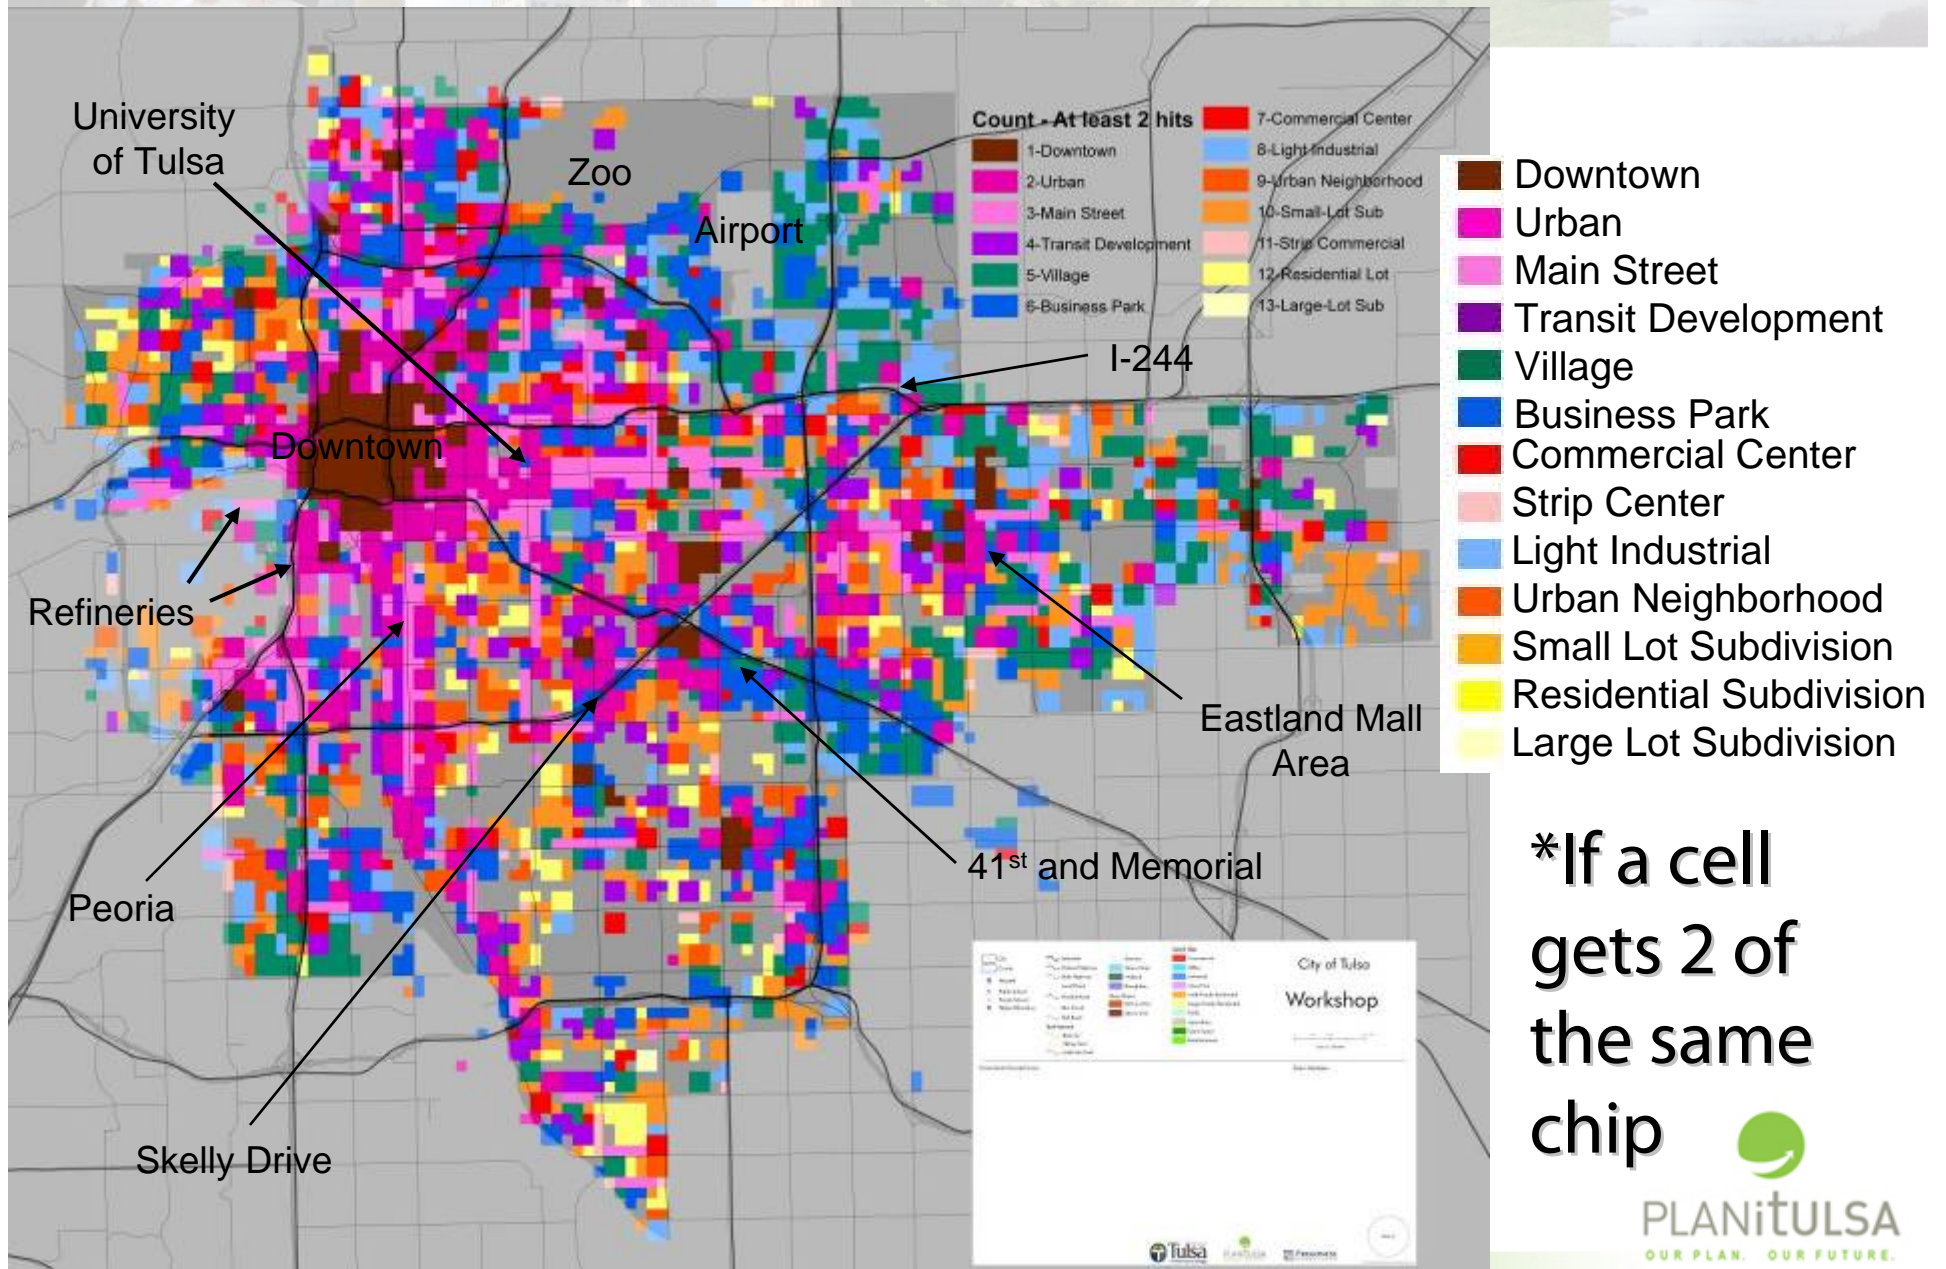 University
of Tulsa
Zoo
Airport
Count - At least 2 hits
1-Downtown
2-Urban
3-Main Street
4-Transit Development
5-Village
6-Business Park
7-Commercial Center
8-Light Industrial
9-Urban Neighborhood
10-Small-Lot Sub
11-Strip Commercial
12-Residential Lot
13-Large-Lot Sub
I-244
Downtown
Refineries
Eastland Mall
Area
41st and Memorial
Peoria
Skelly Drive
Downtown
Urban
Main Street
Transit Development
Village
Business Park
Commercial Center
Strip Center
Light Industrial
Urban Neighborhood
Small Lot Subdivision
Residential Subdivision
Large Lot Subdivision
*If a cell
gets 2 of
the same
chip
City of Tulsa
Workshop
Tulsa
PLANiTULSA
PLANiTULSA
OUR PLAN. OUR FUTURE.